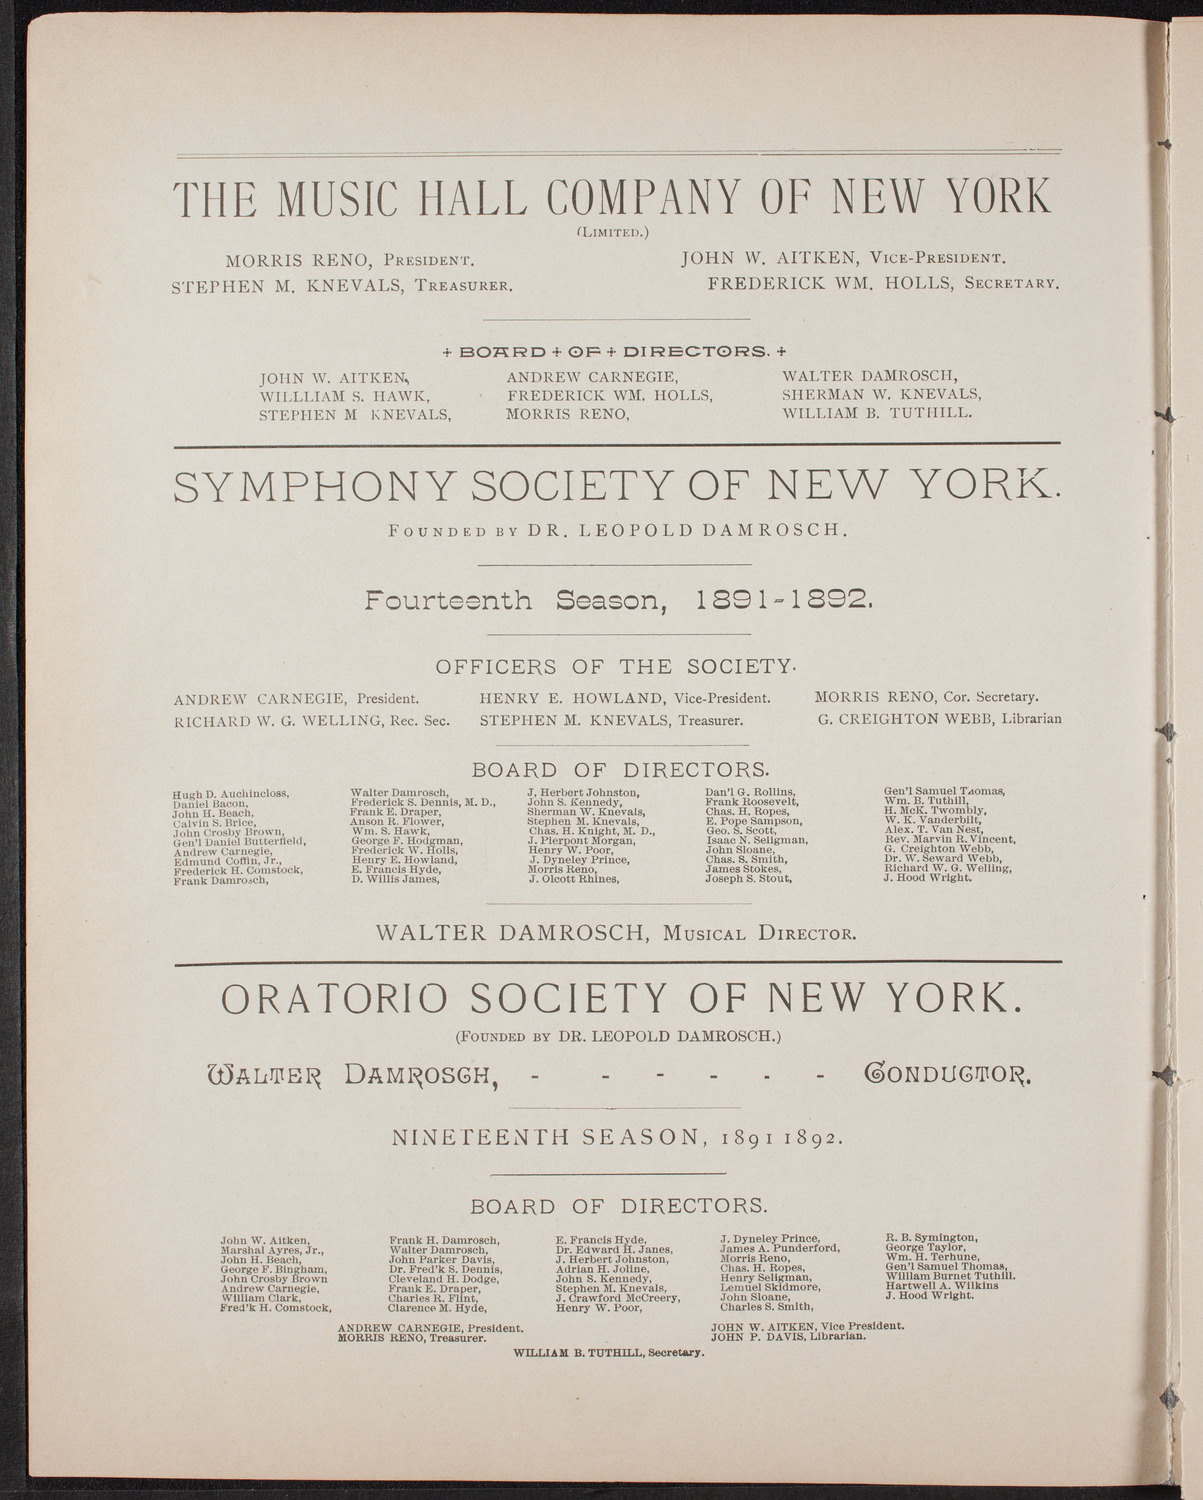 THE MUSIC HALL COMPANY OF NEW YORK
(LIMITED.)
MORRIS RENO, PRESIDENT. JOHN W. AITKEN, VICE-PRESIDENT.
STEPHEN M. KNEVALS, TREASURER. FREDERICK WM. HOLLS, SECRETARY.
+ BOARD + OF + DIRECTORS. +
JOHN W. AITKEN, ANDREW CARNEGIE, WALTER DAMROSCH,
WILLLIAM S. HAWK, FREDERICK WM. HOLLS, SHERMAN W. KNEVALS,
STEPHEN M KNEVALS, MORRIS RENO, WILLIAM B. TUTHILL.
SYMPHONY SOCIETY OF NEW YORK.
FOUNDED BY DR. LEOPOLD DAMROSCH.
Fourteenth Season, 1891-1892.
OFFICERS OF THE SOCIETY.
ANDREW CARNEGIE, President. HENRY E. HOWLAND, Vice-President. MORRIS RENO, Cor. Secretary.
RICHARD W. G. WELLING, Rec. Sec. STEPHEN M. KNEVALS, Treasurer. G. CREIGHTON WEBB, Librarian
BOARD OF DIRECTORS.
Hugh D. Auchincloss, Walter Damrosch, J. Herbert Johnston, Dan'l G. Rollins, Gen'l Samuel Thomas,
Daniel Bacon, Frederick S. Dennis, M. D., John S. Kennedy, Frank Roosevelt, Wm. B. Tuthill,
John H. Beach, Frank E. Draper, Sherman W. Knevals, Chas. H. Ropes, H. McK. Twombly,
Calvin S. Brice, Anson R. Flower, Stephen M. Knevals, E. Pope Sampson, W. K. Vanderbilt,
John Crosby Brown, Wm. S. Hawk, Chas. H. Knight, M. D., Geo. S. Scott, Alex. T. Van Nest,
Gen'l Daniel Butterfield, George F. Hodgman, J. Pierpont Morgan, Isaac N. Seligman, Rev. Marvin R. Vincent,
Andrew Carnegie, Frederick W. Holls, Henry W. Poor, John Sloane, G. Creighton Webb,
Edmund Coffin, Jr., Henry E. Howland, J. Dyneley Prince, Chas. S. Smith, Dr. W. Seward Webb,
Frederick H. Comstock, E. Francis Hyde, Morris Reno, James Stokes, Richard W. G. Welling,
Frank Damrosch, D. Willis James, J. Olcott Rhines, Joseph S. Stout, J. Hood Wright.
WALTER DAMROSCH, MUSICAL DIRECTOR.
ORATORIO SOCIETY OF NEW YORK.
(FOUNDED BY DR. LEOPOLD DAMROSCH.)
WALTER DAMROSCH, - - - - - - CONDUCTOR.
NINETEENTH SEASON, 1891 1892.
BOARD OF DIRECTORS.
John W. Aitken, Frank H. Damrosch, E. Francis Hyde, J. Dyneley Prince, R. B. Symington,
Marshal Ayres, Jr., Walter Damrosch, Dr. Edward H. Janes, James A. Punderford, George Taylor,
John H. Beach, John Parker Davis, J. Herbert Johnston, Morris Reno, Wm. H. Terhune,
George F. Bingham, Dr. Fred'k S. Dennis, Adrian H. Joline, Chas. H. Ropes, Gen'l Samuel Thomas,
John Crosby Brown Cleveland H. Dodge, John S. Kennedy, Henry Seligman, William Burnet Tuthill.
Andrew Carnegie, Frank E. Draper, Stephen M. Knevals, Lemuel Skidmore, Hartwell A. Wilkins
William Clark, Charles R. Flint, J. Crawford McCreery, John Sloane, J. Hood Wright.
Fred'k H. Comstock, Clarence M. Hyde, Henry W. Poor, Charles S. Smith,
ANDREW CARNEGIE, President. JOHN W. AITKEN, Vice President.
MORRIS RENO, Treasurer. JOHN P. DAVIS, Librarian.
WILLIAM B. TUTHILL, Secretary.